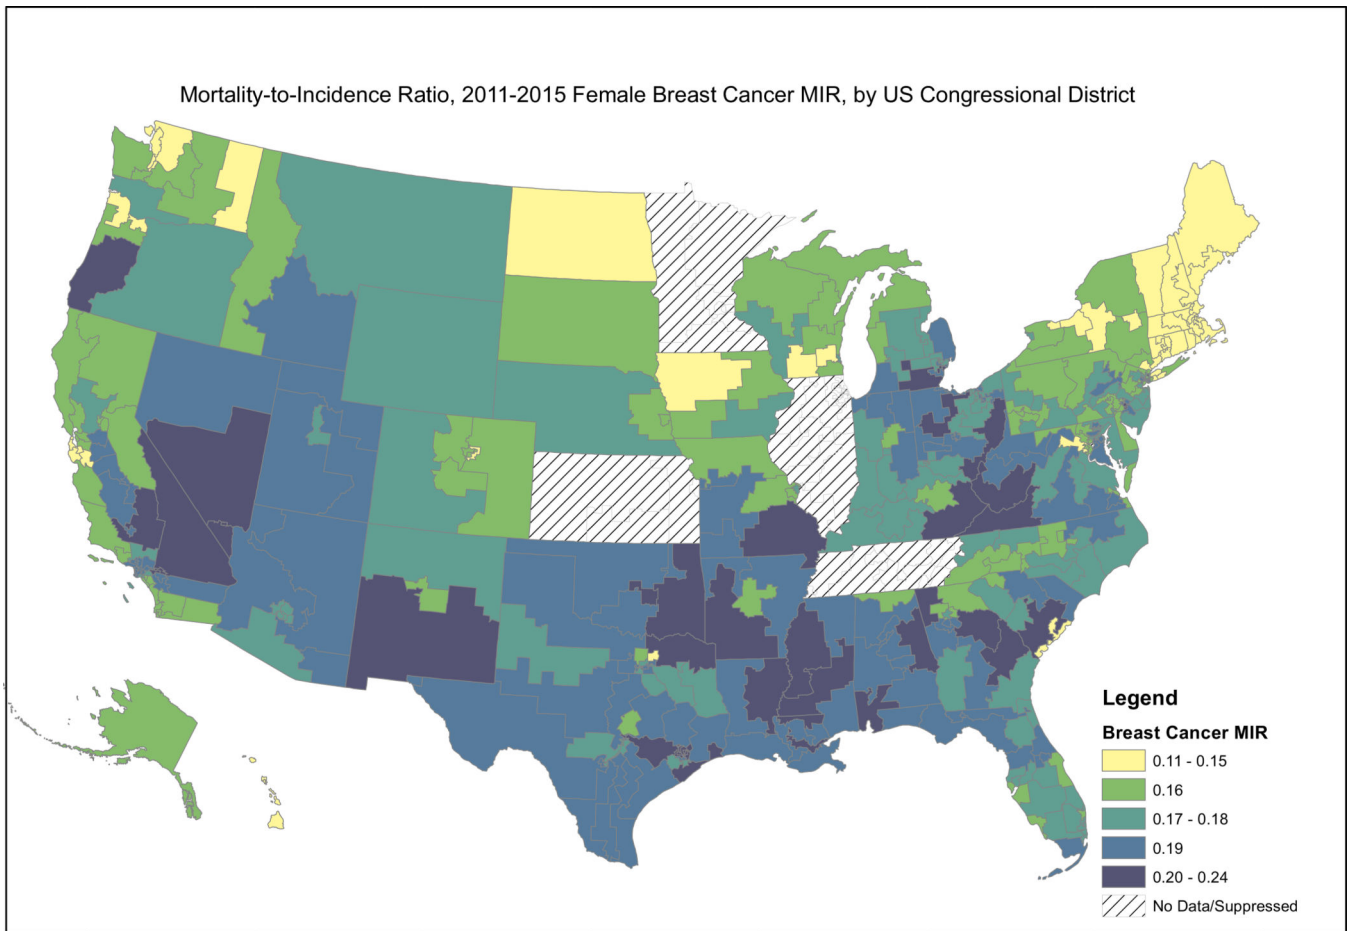 Mortality-to-Incidence Ratio, 2011-2015 Female Breast Cancer MIR, by US Congressional District
Legend
Breast Cancer MIR
0.11 - 0.15
0.16
0.17 - 0.18
0.19
0.20 - 0.24
No Data/Suppressed